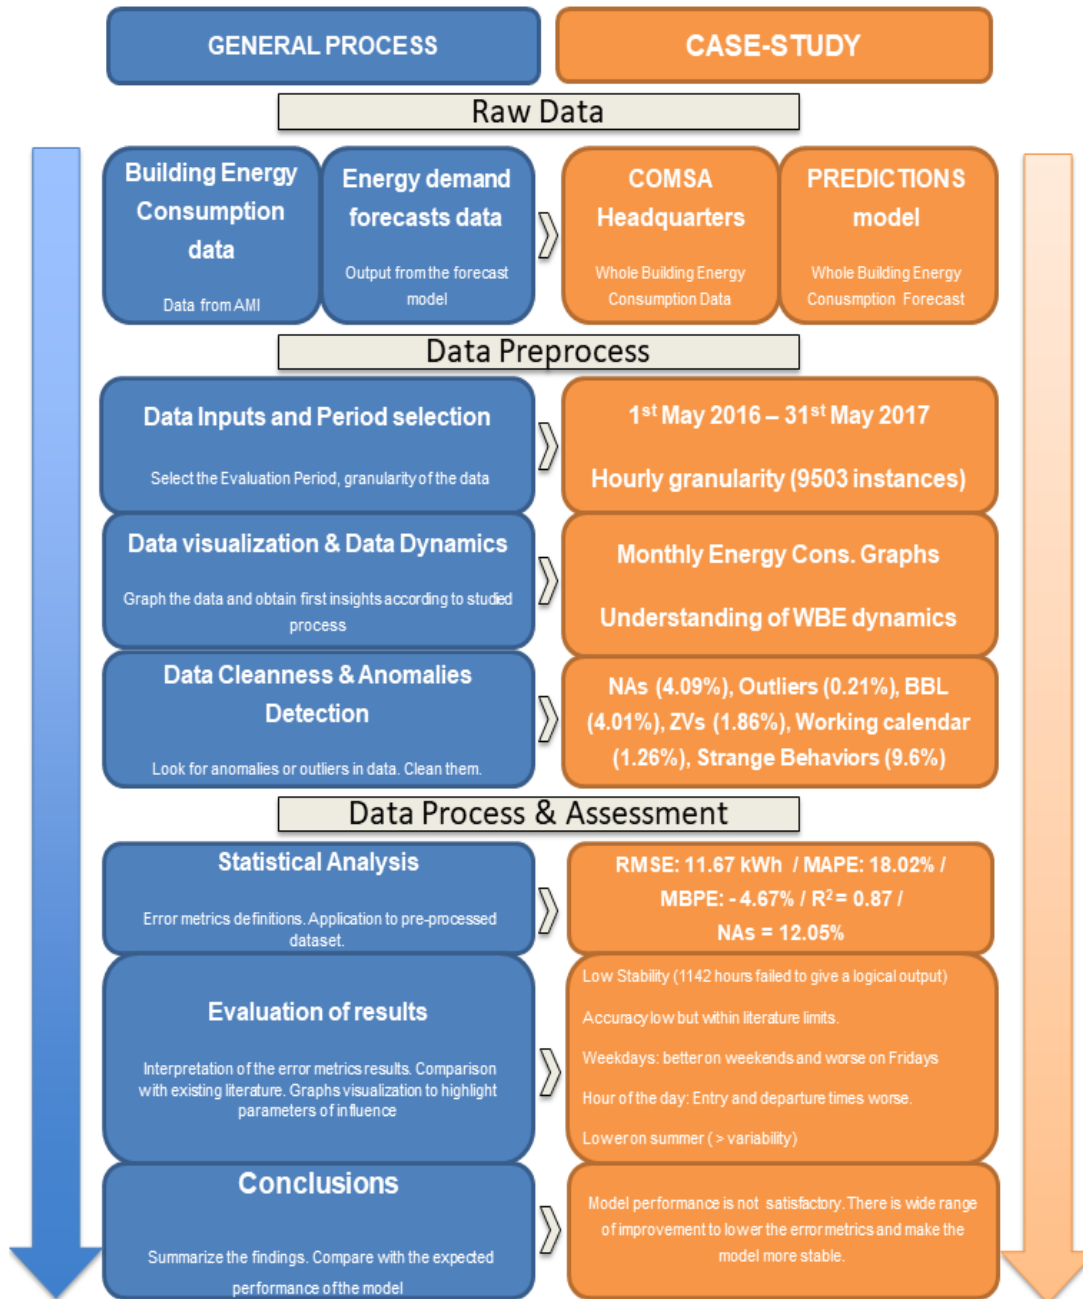 GENERAL PROCESS
CASE-STUDY
Raw Data
Building Energy
Consumption
data
Data from AMI
Energy demand
forecasts data
Output from the forecast
model
COMSA
Headquarters
Whole Building Energy
Consumption Data
PREDICTIONS
model
Whole Building Energy
Conusmption Forecast
Data Preprocess
Data Inputs and Period selection
Select the Evaluation Period, granularity of the data
1st May 2016 – 31st May 2017
Hourly granularity (9503 instances)
Data visualization & Data Dynamics
Graph the data and obtain first insights according to studied
process
Monthly Energy Cons. Graphs
Understanding of WBE dynamics
Data Cleanness & Anomalies
Detection
Look for anomalies or outliers in data. Clean them.
NAs (4.09%), Outliers (0.21%), BBL
(4.01%), ZVs (1.86%), Working calendar
(1.26%), Strange Behaviors (9.6%)
Data Process & Assessment
Statistical Analysis
Error metrics definitions. Application to pre-processed
dataset.
RMSE: 11.67 kWh / MAPE: 18.02% /
MBPE: - 4.67% / R² = 0.87 /
NAs = 12.05%
Evaluation of results
Interpretation of the error metrics results. Comparison
with existing literature. Graphs visualization to highlight
parameters of influence
Low Stability (1142 hours failed to give a logical output)
Accuracy low but within literature limits.
Weekdays: better on weekends and worse on Fridays
Hour of the day: Entry and departure times worse.
Lower on summer ( > variability)
Conclusions
Summarize the findings. Compare with the expected
performance of the model
Model performance is not satisfactory. There is wide range
of improvement to lower the error metrics and make the
model more stable.